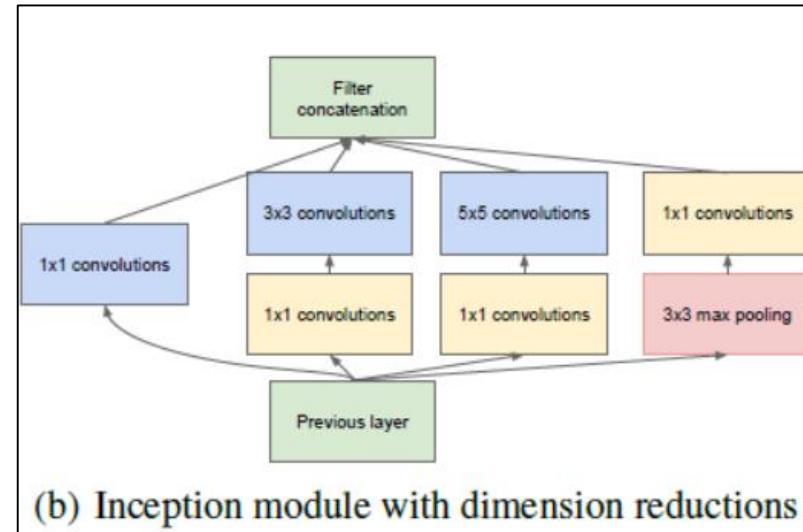 Filter
concatenation
3x3 convolutions
5x5 convolutions
1x1 convolutions
1x1 convolutions
1x1 convolutions
1x1 convolutions
3x3 max pooling
Previous layer
(b) Inception module with dimension reductions